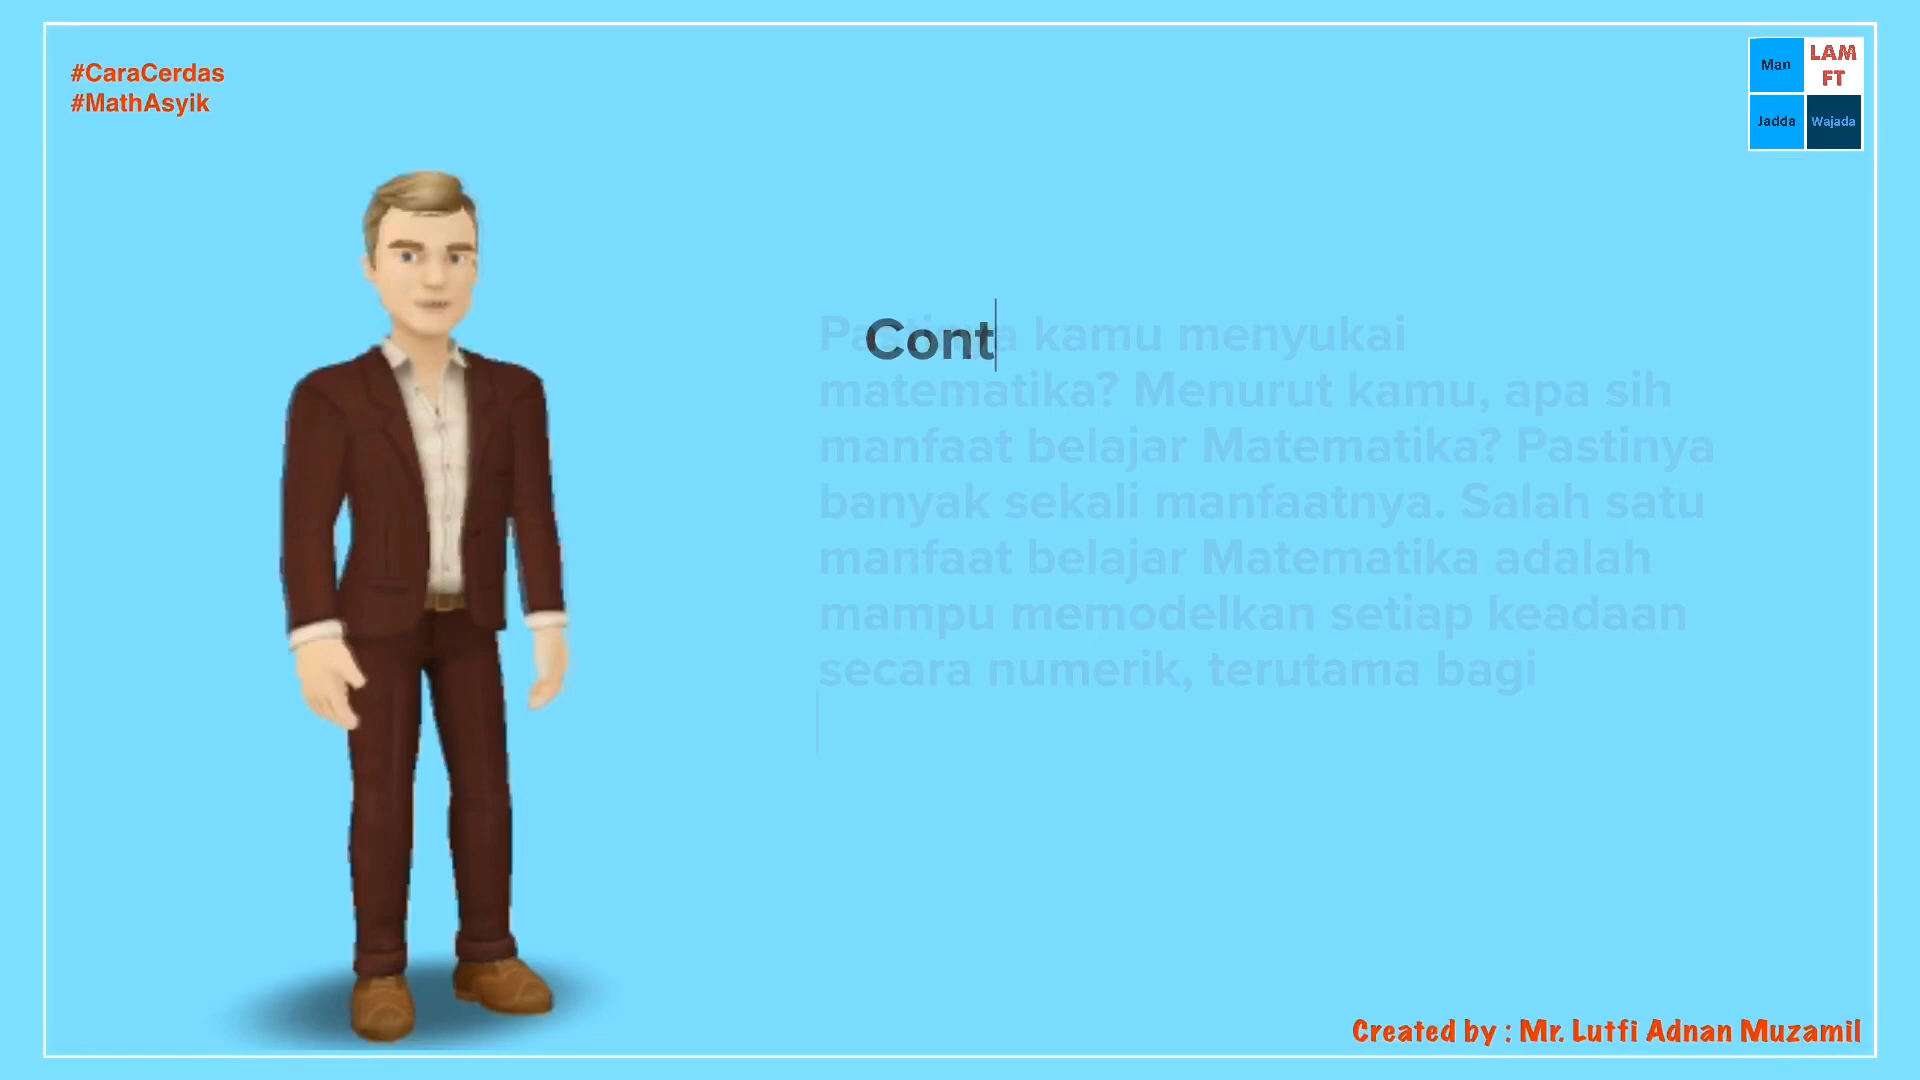 #CaraCerdas
#MathAsyik
Man
LAM
FT
Jadda
Wajada
Cont
kamu menyukai
matematika? Menurut kamu, apa sih
manfaat belajar Matematika? Pastinya
banyak sekali manfaatnya. Salah satu
manfaat belajar Matematika adalah
mampu memodelkan setiap keadaan
secara numerik, terutama bagi
Created by : Mr. Lutfi Adnan Muzamil